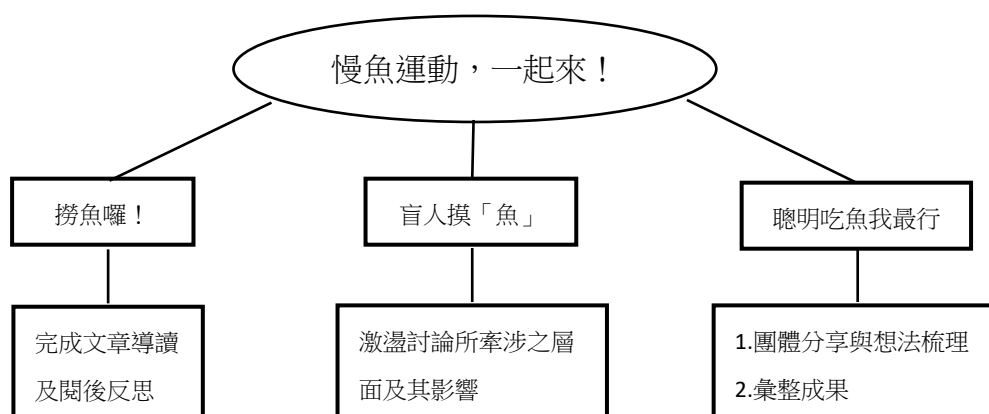 慢魚運動，一起來！
撈魚囉！
盲人摸「魚」
聰明吃魚我最行
完成文章導讀
及閱後反思
激盪討論所牽涉之層
面及其影響
1.團體分享與想法梳理
2.彙整成果